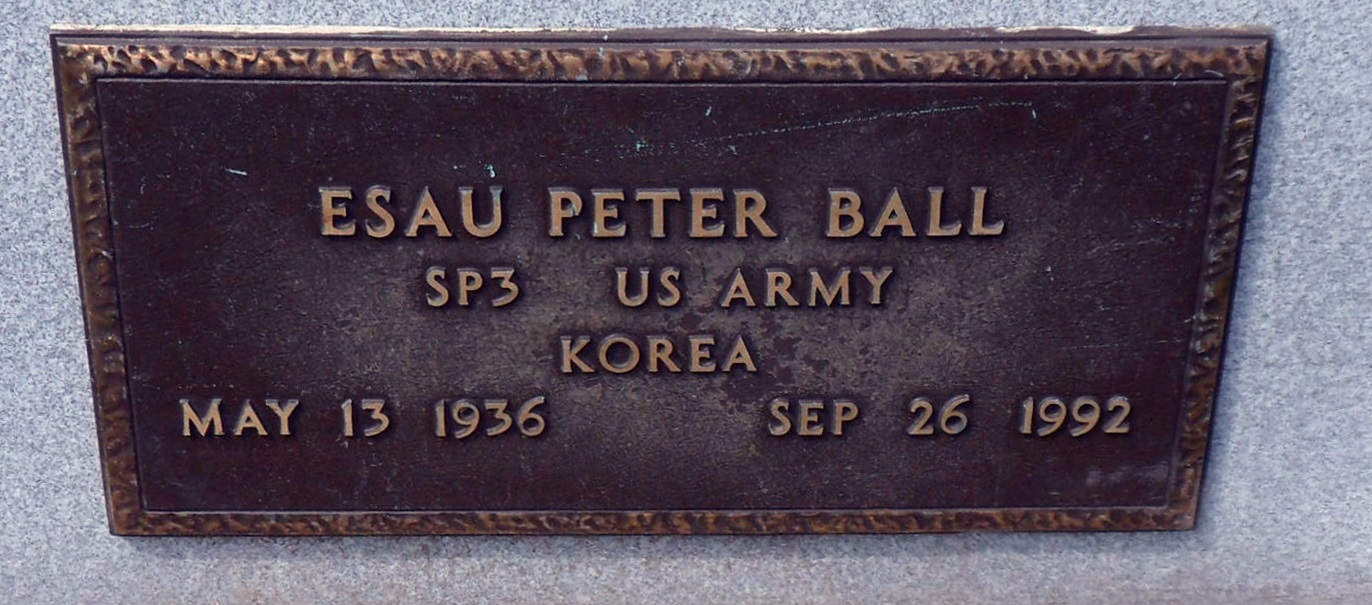 ESAU PETER BALL
SP3 US ARMY
KOREA
MAY 13 1936 SEP 26 1992